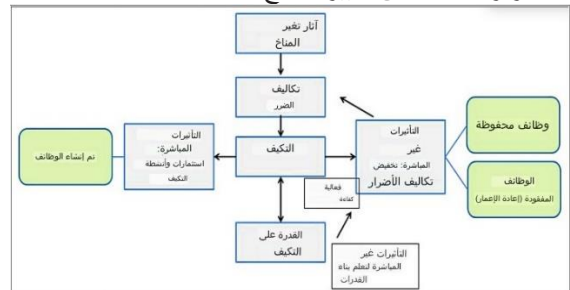 آثار تغير
المناخ
تكاليف
الضرر
التكيف
التأثيرات
المباشرة:
استثمارات وأنشطة
التكيف
تم إنشاء الوظائف
التأثيرات
غير
المباشرة: تخفيض
تكاليف الأضرار
وظائف محفوظة
الوظائف
المفقودة (إعادة الإعمار)
فعالية
كفاءة
القدرة على
التكيف
التأثيرات غير
المباشرة لتعلم بناء
القدرات